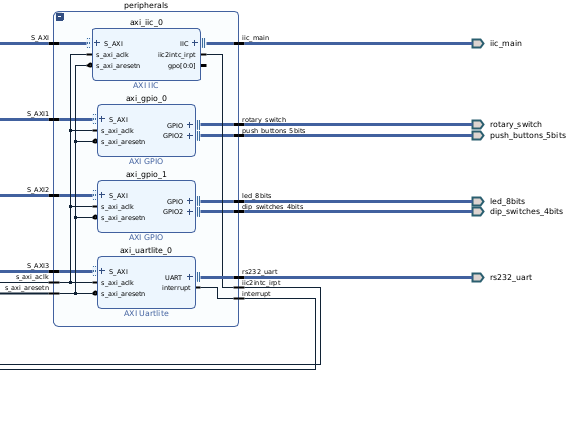 peripherals
axi_iic_0
S_AXI
S_AXI
IIC
iic_main
iic_main
s_axi_aclk
iic2intc_irpt
s_axi_aresetn
gpo[0:0]
AXI IIC
axi_gpio_0
S_AXI1
S_AXI
GPIO
rotary_switch
rotary_switch
s_axi_aclk
GPIO2
push_buttons_5bits
push_buttons_5bits
s_axi_aresetn
AXI GPIO
axi_gpio_1
S_AXI2
S_AXI
GPIO
led_8bits
led_8bits
s_axi_aclk
GPIO2
dip_switches_4bits
dip_switches_4bits
s_axi_aresetn
AXI GPIO
axi_uartlite_0
S_AXI3
S_AXI
UART
rs232_uart
rs232_uart
s_axi_aclk
s_axi_aclk
interrupt
iic2intc_irpt
s_axi_aresetn
s_axi_aresetn
interrupt
AXI Uartlite